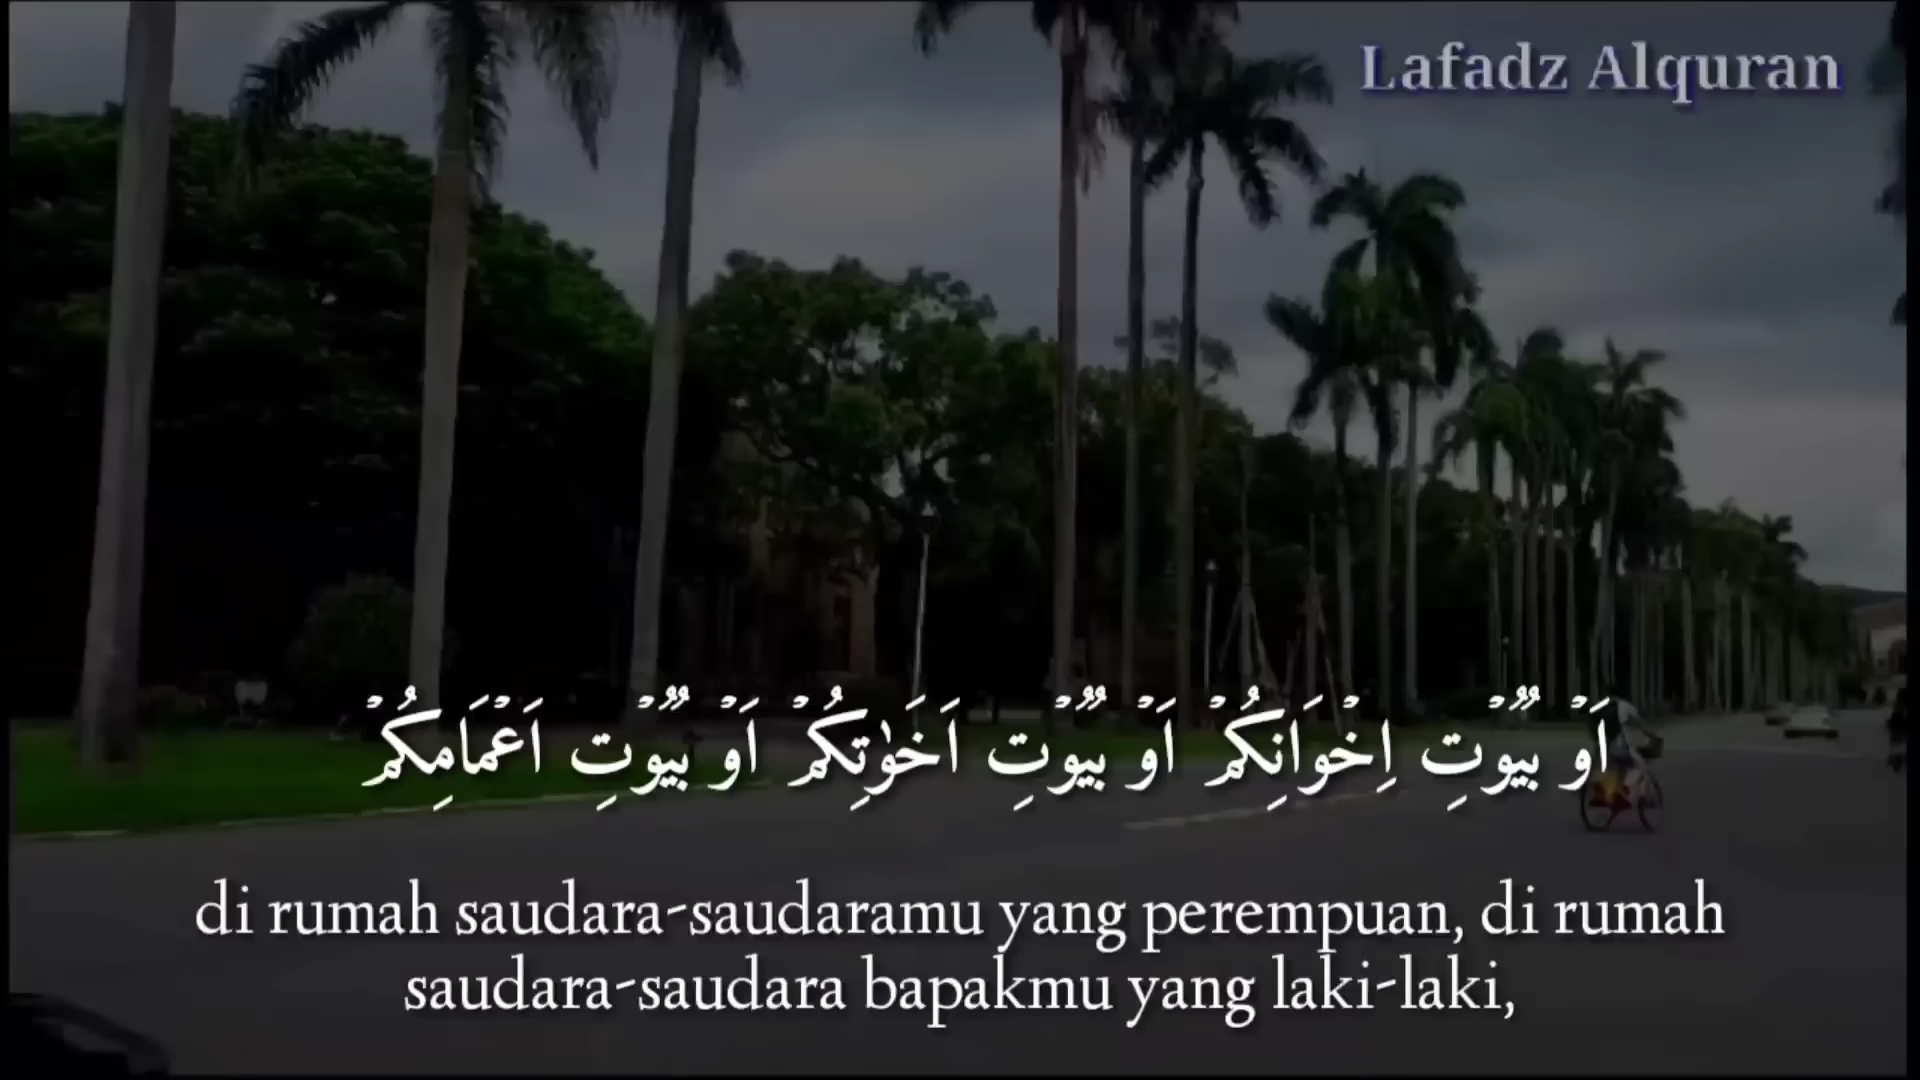 Lafadz Alquran
اَوْ بُيُوْتِ اِخْوَانِكُمْ اَوْ بُيُوْتِ اَخَوٰتِكُمْ اَوْ بُيُوْتِ اَعْمَامِكُمْ
di rumah saudara-saudaramu yang perempuan, di rumah
saudara-saudara bapakmu yang laki-laki,